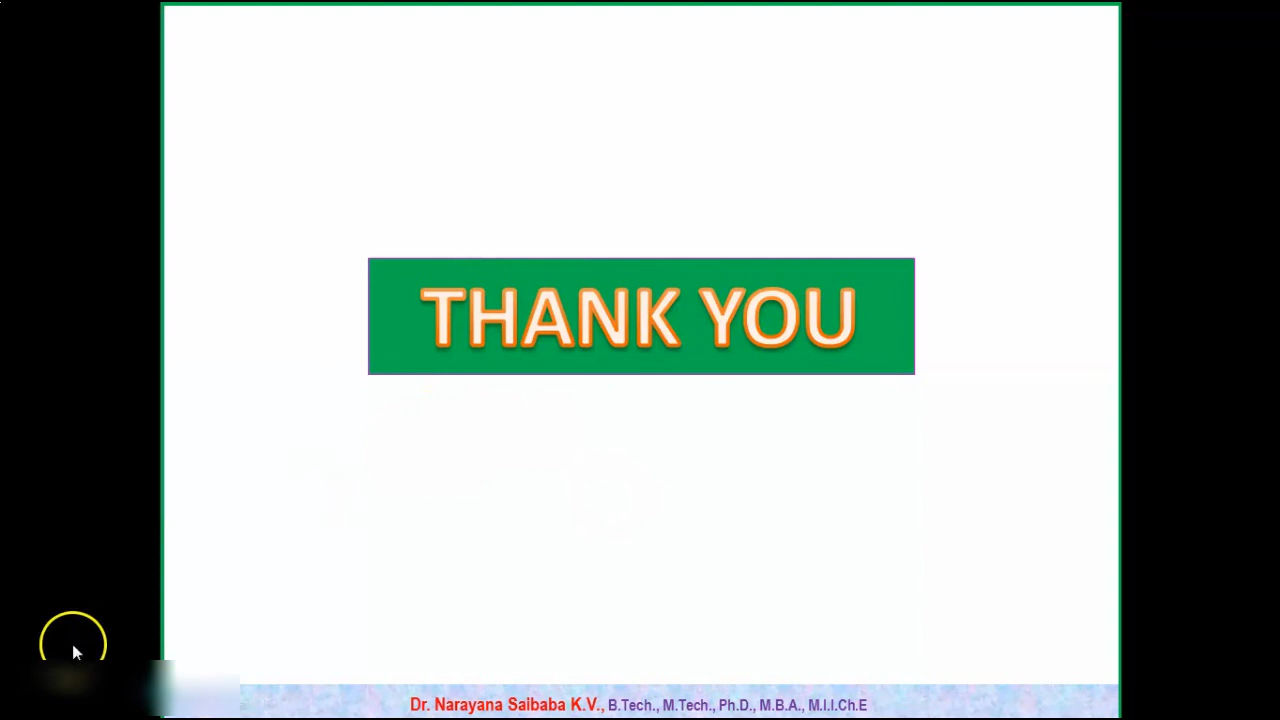 THANK YOU
Dr. Narayana Saibaba K.V., B.Tech., M.Tech., Ph.D., M.B.A., M.I.I.Ch.E